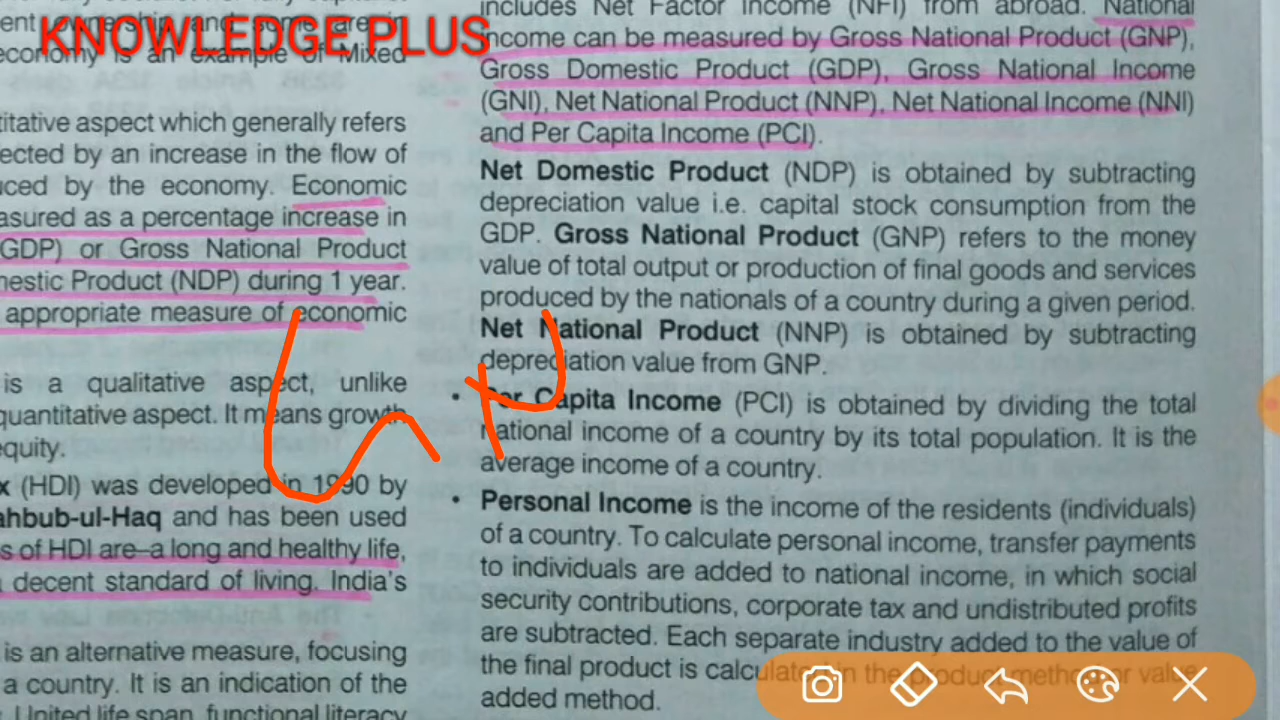 ent ownership and some are in
KNOWLEDGE PLUS
economy is an example of Mixed
titative aspect which generally refers
ected by an increase in the flow of
uced by the economy. Economic
asured as a percentage increase in
GDP) or Gross National Product
nestic Product (NDP) during 1 year.
appropriate measure of economic
is a qualitative aspect, unlike
quantitative aspect. It means growth
equity.
x (HDI) was developed in 1990 by
ahbub-ul-Haq and has been used
s of HDI are–a long and healthy life,
decent standard of living. India's
is an alternative measure, focusing
a country. It is an indication of the
United life span, functional literacy
includes Net Factor Income (NFI) from abroad. National
income can be measured by Gross National Product (GNP),
Gross Domestic Product (GDP), Gross National Income
(GNI), Net National Product (NNP), Net National Income (NNI)
and Per Capita Income (PCI).
Net Domestic Product (NDP) is obtained by subtracting
depreciation value i.e. capital stock consumption from the
GDP. Gross National Product (GNP) refers to the money
value of total output or production of final goods and services
produced by the nationals of a country during a given period.
Net National Product (NNP) is obtained by subtracting
depreciation value from GNP.
• Per Capita Income (PCI) is obtained by dividing the total
national income of a country by its total population. It is the
average income of a country.
• Personal Income is the income of the residents (individuals)
of a country. To calculate personal income, transfer payments
to individuals are added to national income, in which social
security contributions, corporate tax and undistributed profits
are subtracted. Each separate industry added to the value of
the final product is calculated in the product method or value
added method.